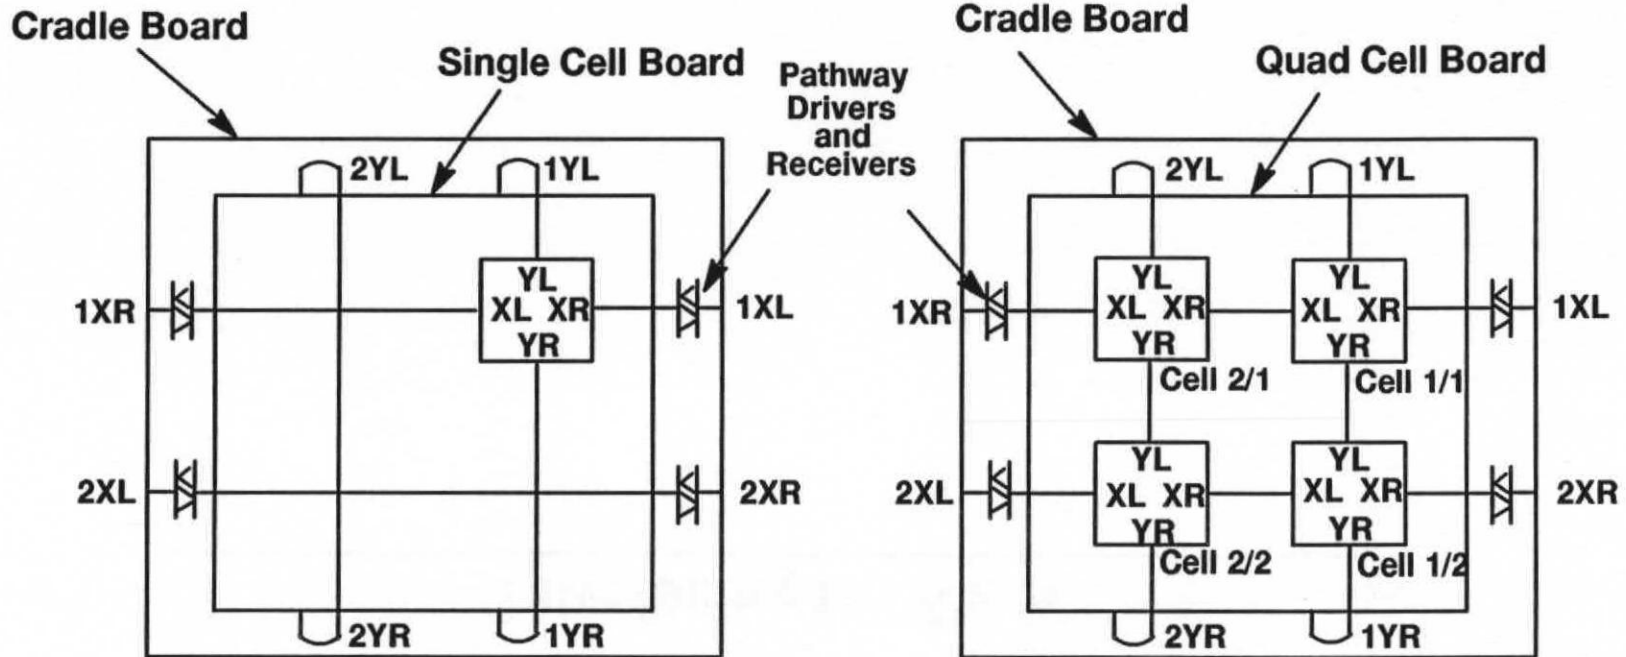 Cradle Board
Single Cell Board
Pathway
Drivers
and
Receivers
2YL
1YL
1XR
YL
XL XR
YR
1XL
2XL
2XR
2YR
1YR
Cradle Board
Quad Cell Board
2YL
1YL
1XR
YL
XL XR
YR
Cell 2/1
YL
XL XR
YR
Cell 1/1
1XL
2XL
YL
XL XR
YR
Cell 2/2
YL
XL XR
YR
Cell 1/2
2XR
2YR
1YR